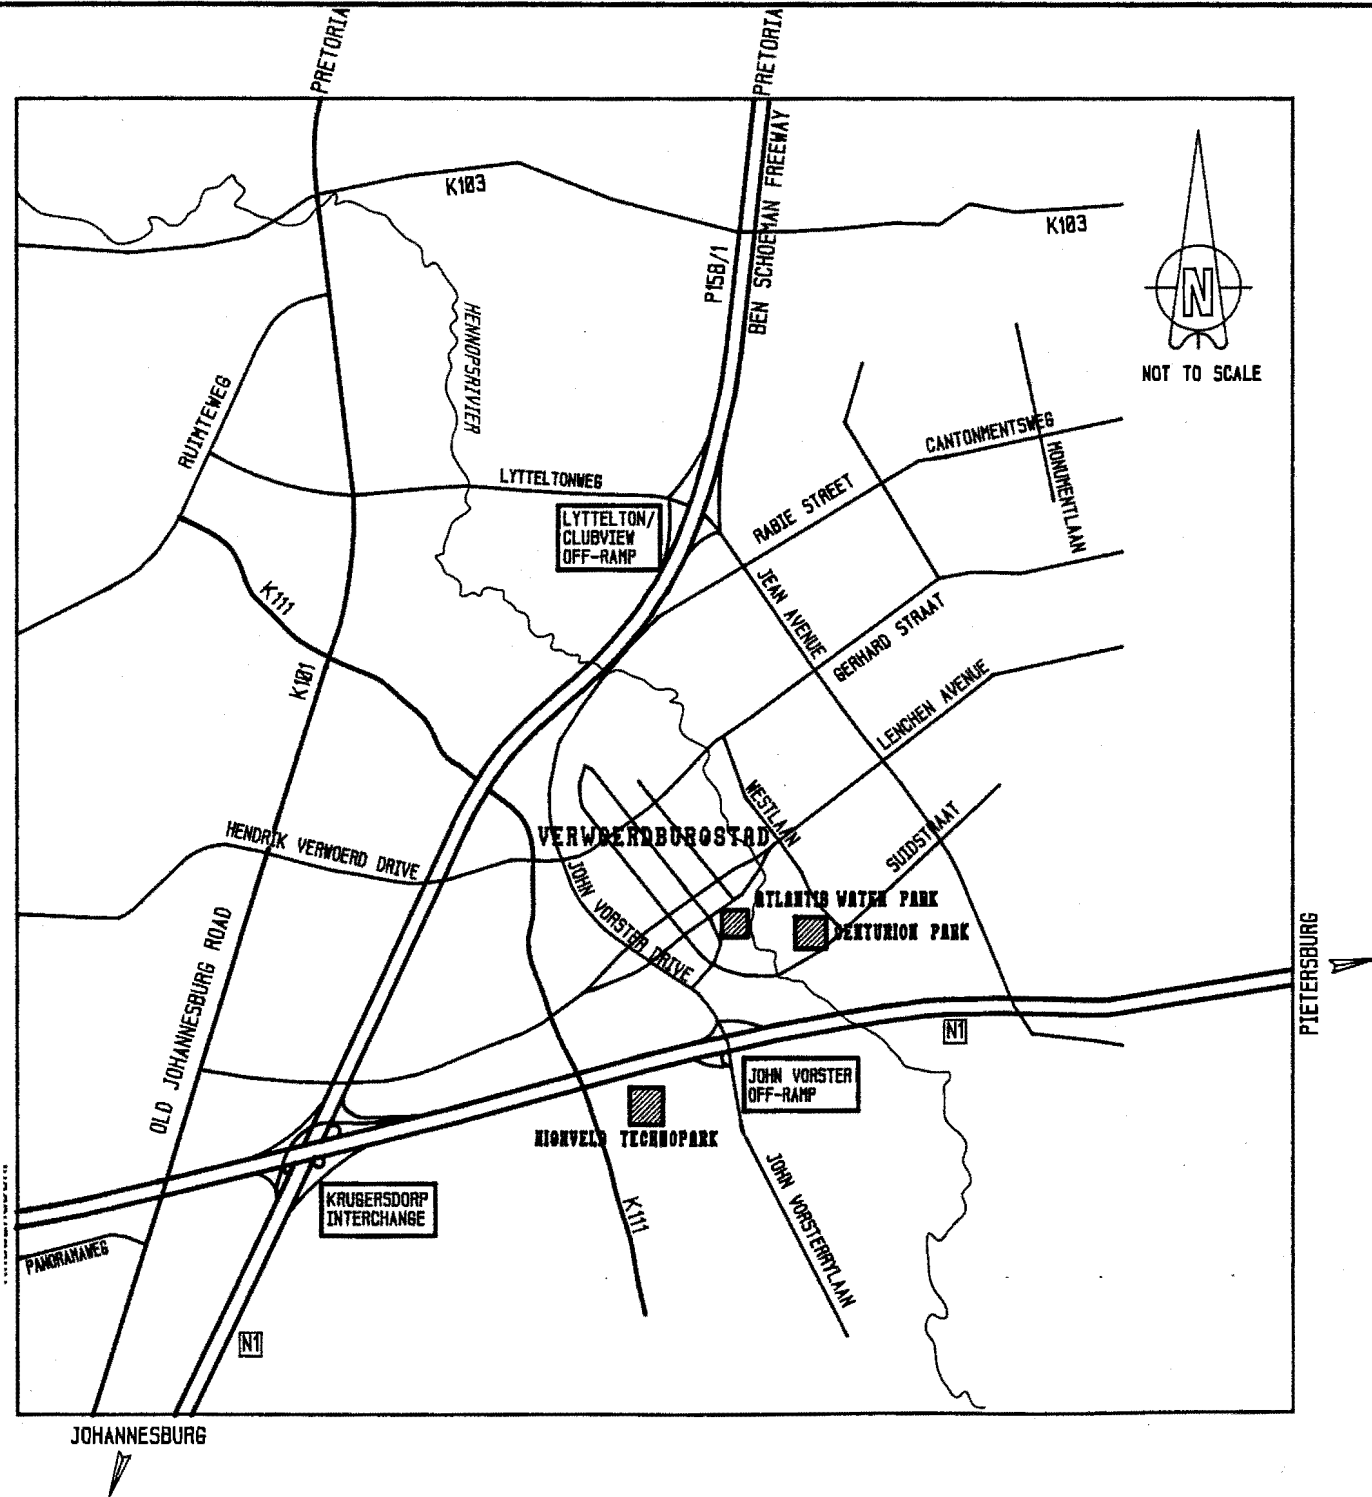 PRETORIA
PRETORIA
K103
BEN SCHOEMAN FREEWAY
K103
P158/1
N
NOT TO SCALE
HENNOPSRIVIER
RUIMTEWEG
CANTONMENTSWEG
MONUMENTLAAN
LYTTELTONWEG
RABIE STREET
LYTTELTON/
CLUBVIEW
OFF-RAMP
JEAN AVENUE
K111
GERHARD STRAAT
K101
LENCHEN AVENUE
WESTLAAN
HENDRIK VERWOERD DRIVE
VERWOERDBURGSTAD
SUIDSTRAAT
JOHN VORSTER DRIVE
ATLANTIS WATER PARK
CENTURION PARK
OLD JOHANNESBURG ROAD
PIETERSBURG
N1
JOHN VORSTER
OFF-RAMP
HIGHVELD TECHNOPARK
JOHN VORSTERRYLAAN
KRUGERSDORP
INTERCHANGE
K111
PANORAMAWEG
N1
JOHANNESBURG